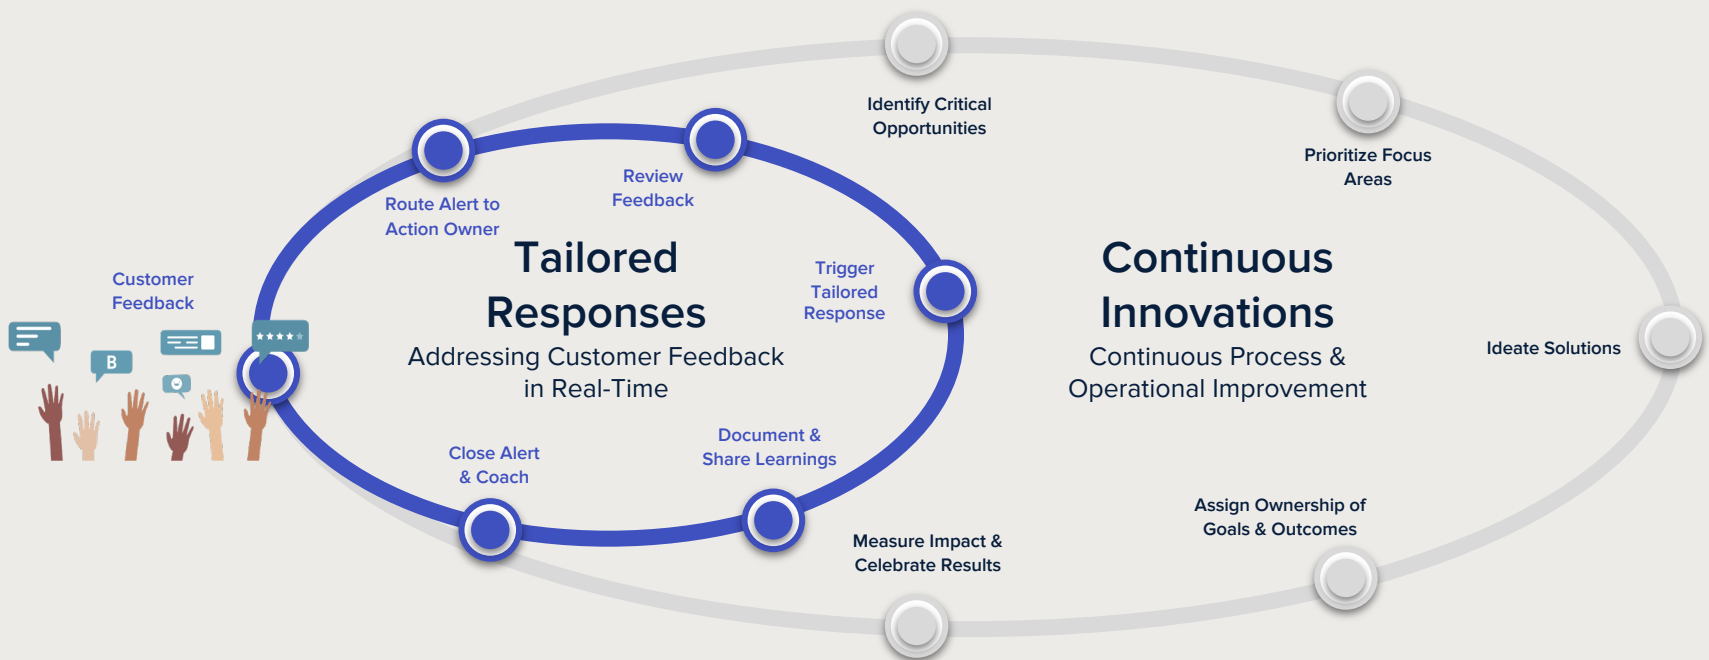 Identify Critical
Opportunities
Prioritize Focus
Areas
Review
Feedback
Route Alert to
Action Owner
Tailored
Responses
Addressing Customer Feedback
in Real-Time
Trigger
Tailored
Response
Continuous
Innovations
Continuous Process &
Operational Improvement
Customer
Feedback
B
Ideate Solutions
Close Alert
& Coach
Document &
Share Learnings
Assign Ownership of
Goals & Outcomes
Measure Impact &
Celebrate Results